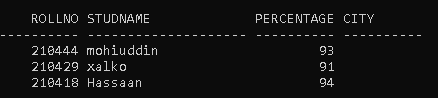 ROLLNO STUDNAME PERCENTAGE CITY
---------- -------------------- ---------- ----------
210444 mohiuddin 93
210429 xalko 91
210418 Hassaan 94